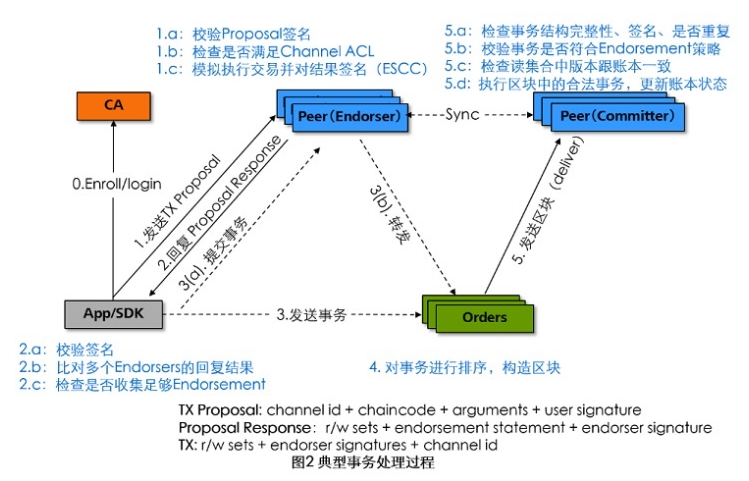 1.a：校验Proposal签名
1.b：检查是否满足Channel ACL
1.c：模拟执行交易并对结果签名（ESCC）
5.a：检查事务结构完整性、签名、是否重复
5.b：校验事务是否符合Endorsement策略
5.c：检查读集合中版本跟账本一致
5.d：执行区块中的合法事务，更新账本状态
CA
Peer(Endorser)
Sync
Peer(Committer)
0.Enroll/login
1.发送TX Proposal
2.回复 Proposal Response
3(a). 提交事务
3(b). 转发
5. 发送区块（deliver）
App/SDK
3.发送事务
Orders
2.a：校验签名
2.b：比对多个Endorsers的回复结果
2.c：检查是否收集足够Endorsement
4. 对事务进行排序，构造区块
TX Proposal: channel id + chaincode + arguments + user signature
Proposal Response: r/w sets + endorsement statement + endorser signature
TX: r/w sets + endorser signatures + channel id
图2 典型事务处理过程